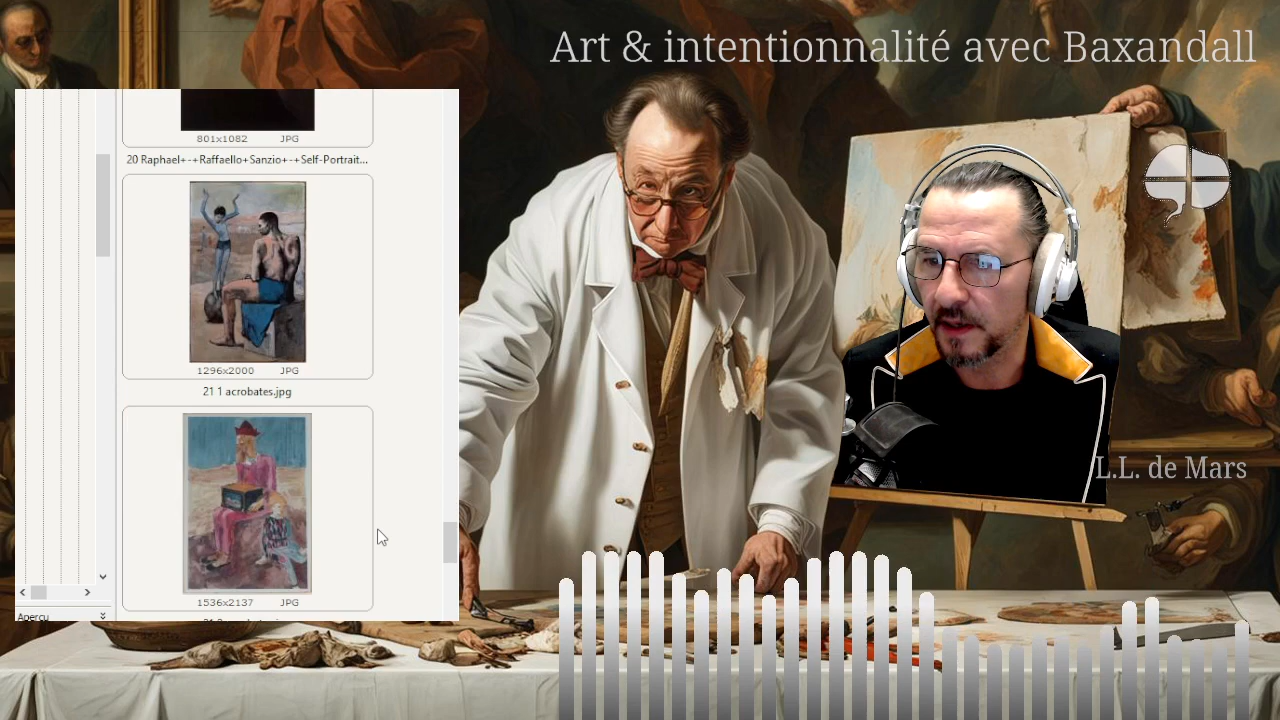 Art & intentionnalité avec Baxandall
801x1082 JPG
20 Raphael+-+Raffaello+Sanzio+-+Self-Portrait...
1296x2000 JPG
21 1 acrobates.jpg
1536x2137 JPG
Aperçu
L.L. de Mars